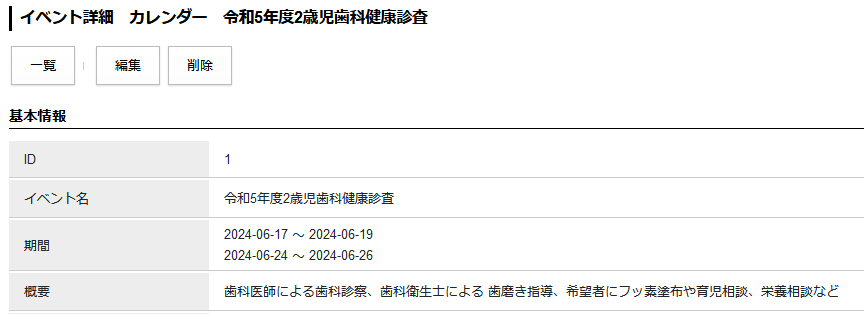 イベント詳細　カレンダー　令和5年度2歳児歯科健康診査
一覧
編集
削除
基本情報
ID 1
イベント名 令和5年度2歳児歯科健康診査
期間 2024-06-17 ～ 2024-06-19
2024-06-24 ～ 2024-06-26
概要 歯科医師による歯科診察、歯科衛生士による 歯磨き指導、希望者にフッ素塗布や育児相談、栄養相談など